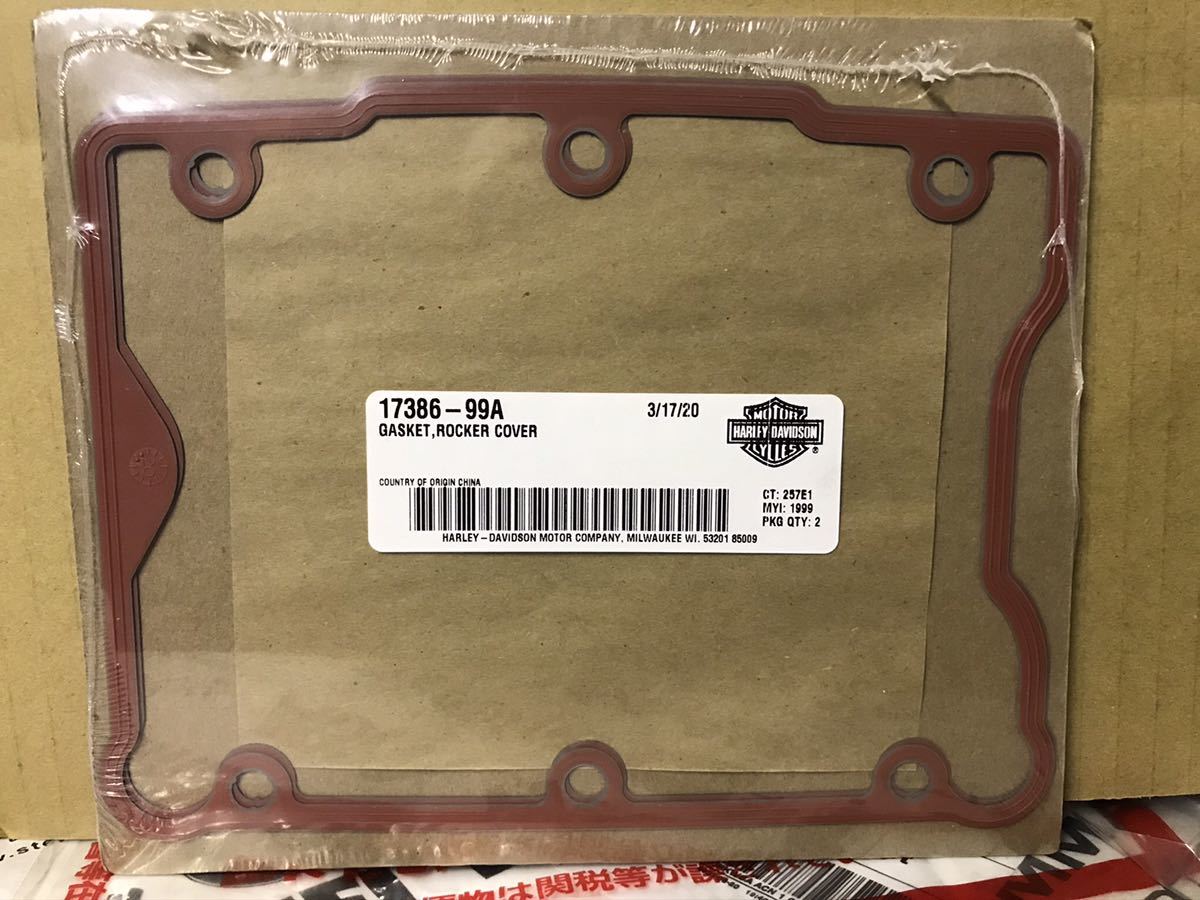 17386-99A
3/17/20
GASKET,ROCKER COVER
MOTOR
HARLEY DAVIDSON
CYCLES
®
COUNTRY OF ORIGIN CHINA
CT: 257E1
MYI: 1999
PKG QTY: 2
HARLEY-DAVIDSON MOTOR COMPANY, MILWAUKEE WI. 53201 85009
物は関税等が課
ACN